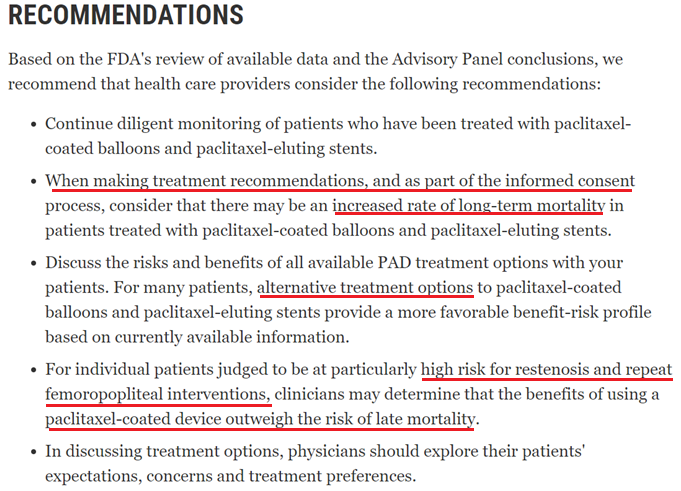 RECOMMENDATIONS
Based on the FDA's review of available data and the Advisory Panel conclusions, we
recommend that health care providers consider the following recommendations:
• Continue diligent monitoring of patients who have been treated with paclitaxel-
coated balloons and paclitaxel-eluting stents.
• When making treatment recommendations, and as part of the informed consent
process, consider that there may be an increased rate of long-term mortality in
patients treated with paclitaxel-coated balloons and paclitaxel-eluting stents.
• Discuss the risks and benefits of all available PAD treatment options with your
patients. For many patients, alternative treatment options to paclitaxel-coated
balloons and paclitaxel-eluting stents provide a more favorable benefit-risk profile
based on currently available information.
• For individual patients judged to be at particularly high risk for restenosis and repeat
femoropopliteal interventions, clinicians may determine that the benefits of using a
paclitaxel-coated device outweigh the risk of late mortality.
• In discussing treatment options, physicians should explore their patients'
expectations, concerns and treatment preferences.